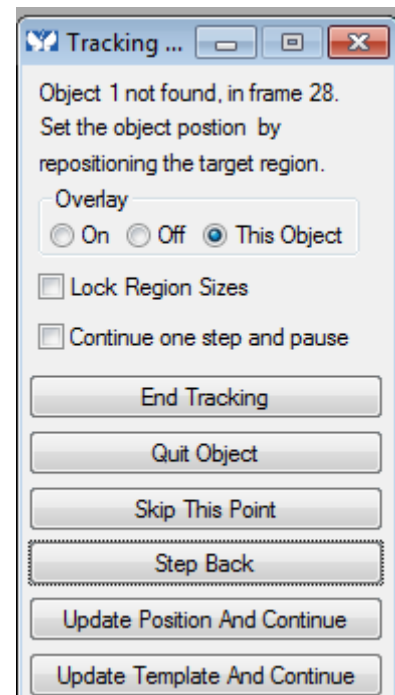 Tracking ...
Object 1 not found, in frame 28.
Set the object postion by
repositioning the target region.
Overlay
On Off This Object
Lock Region Sizes
Continue one step and pause
End Tracking
Quit Object
Skip This Point
Step Back
Update Position And Continue
Update Template And Continue